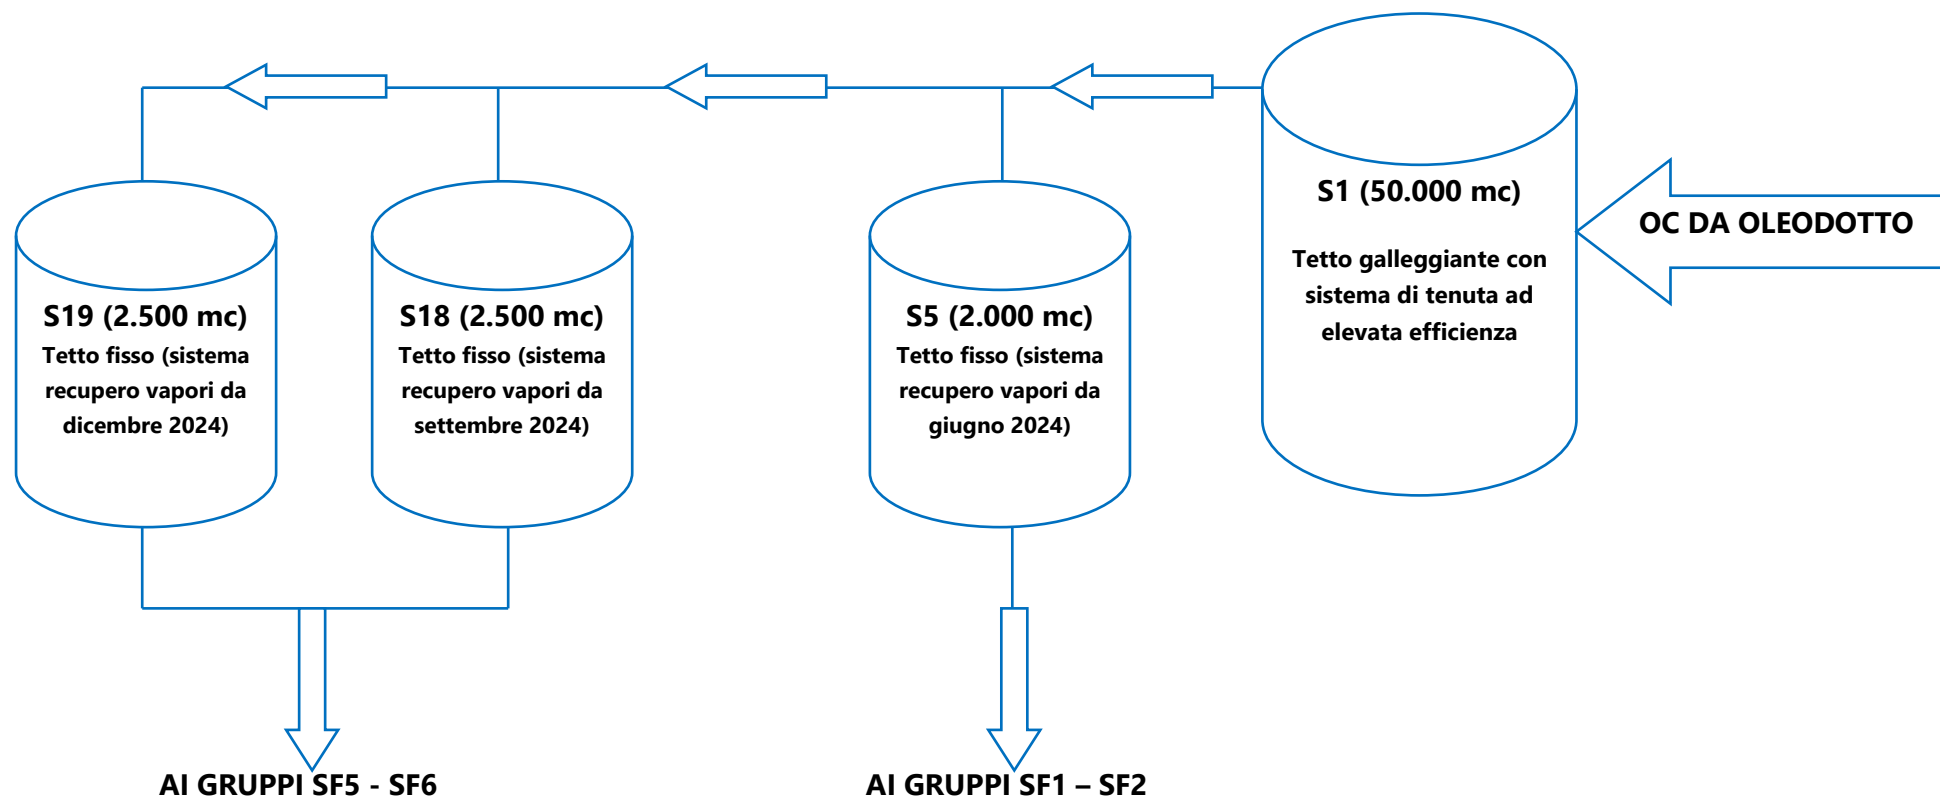 S1 (50.000 mc)
Tetto galleggiante con
sistema di tenuta ad
elevata efficienza
OC DA OLEODOTTO
S19 (2.500 mc)
Tetto fisso (sistema
recupero vapori da
dicembre 2024)
S18 (2.500 mc)
Tetto fisso (sistema
recupero vapori da
settembre 2024)
S5 (2.000 mc)
Tetto fisso (sistema
recupero vapori da
giugno 2024)
AI GRUPPI SF5 - SF6
AI GRUPPI SF1 – SF2